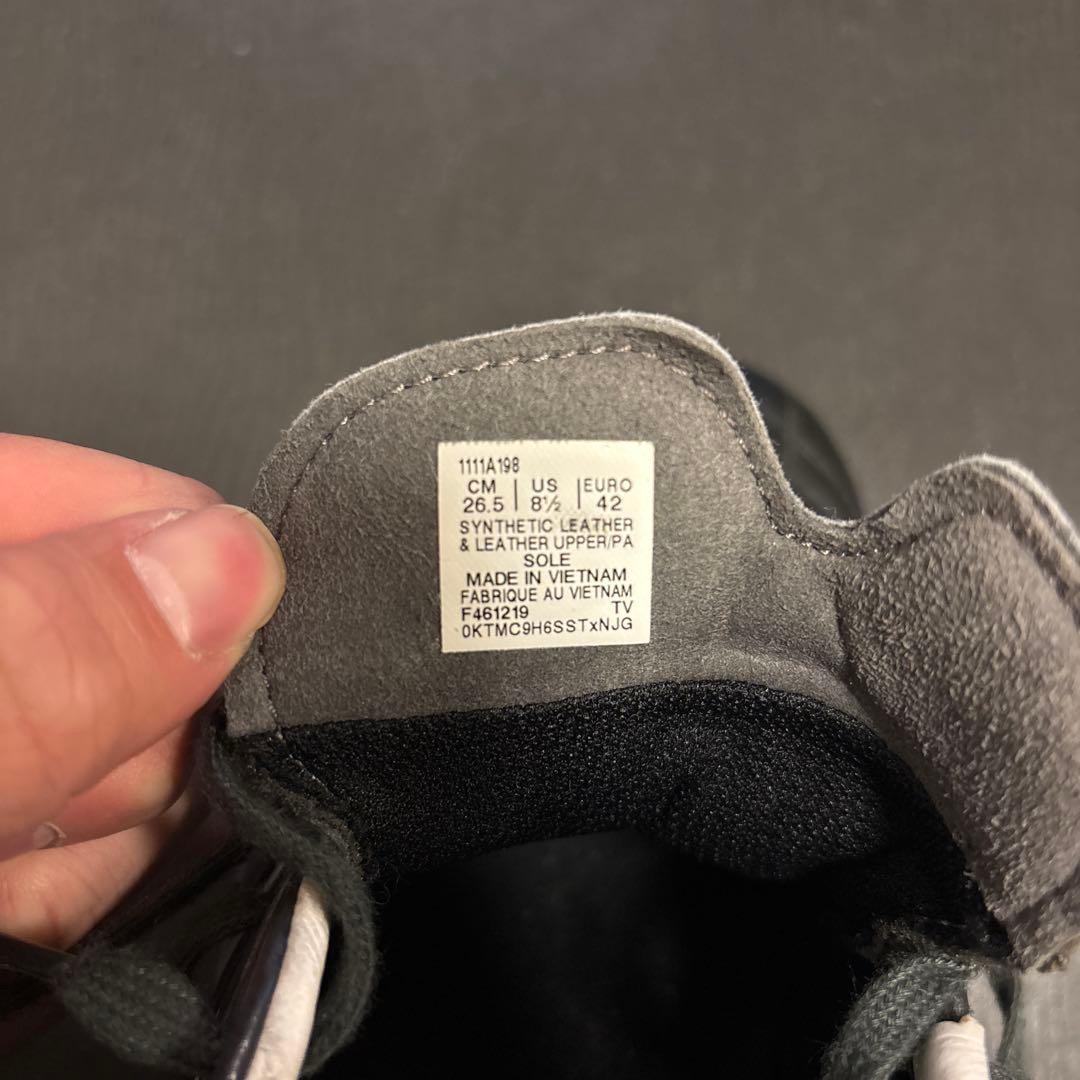 1111A198
CM | US | EURO
26.5 | 8½ | 42
SYNTHETIC LEATHER
& LEATHER UPPER/PA
SOLE
MADE IN VIETNAM
FABRIQUE AU VIETNAM
F461219 TV
0KTMC9H6SSTxNJG